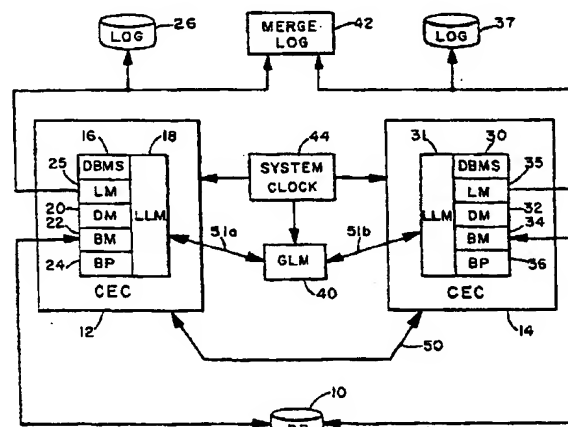 26
LOG
MERGE
LOG
42
LOG
37
16
18
44
31
30
25
DBMS
LM
20
DM
22
BM
24
BP
LLM
SYSTEM
CLOCK
LLM
DBMS
LM
35
DM
32
BM
34
BP
36
51a
51b
GLM
40
CEC
CEC
12
14
50
10